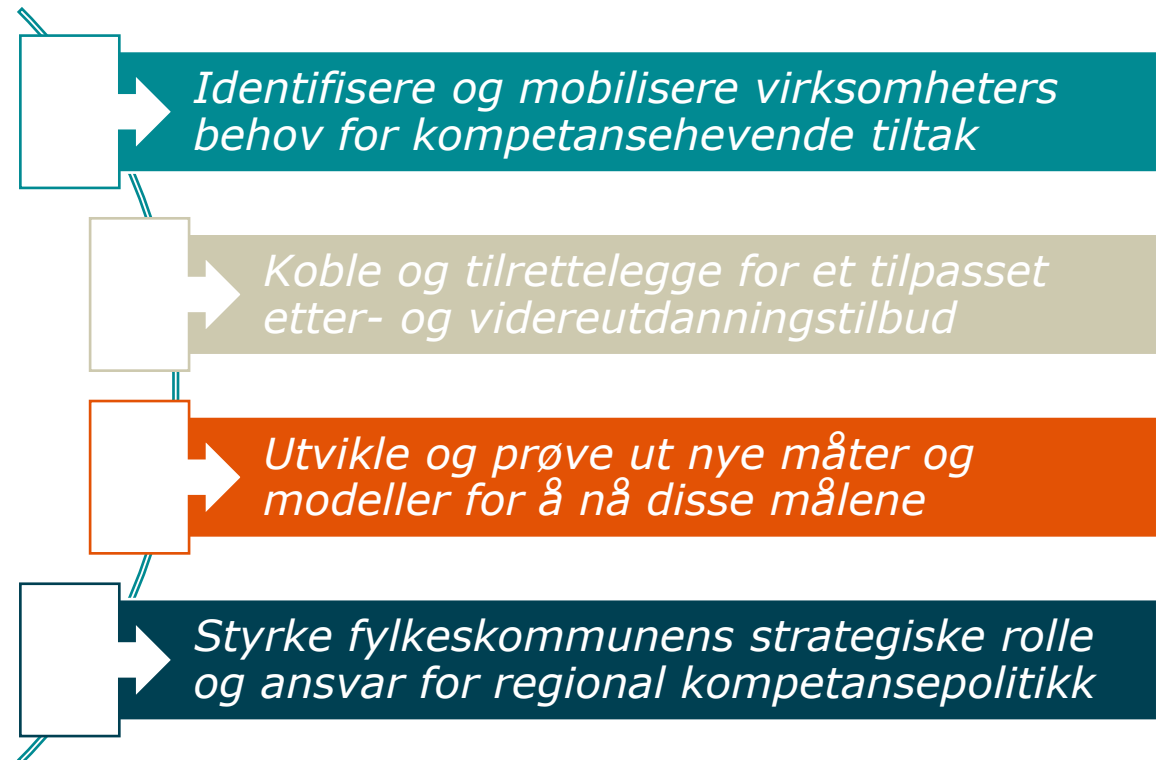 Identifisere og mobilisere virksomheters
behov for kompetansehevende tiltak
Koble og tilrettelegge for et tilpasset
etter- og videreutdanningstilbud
Utvikle og prøve ut nye måter og
modeller for å nå disse målene
Styrke fylkeskommunens strategiske rolle
og ansvar for regional kompetansepolitikk